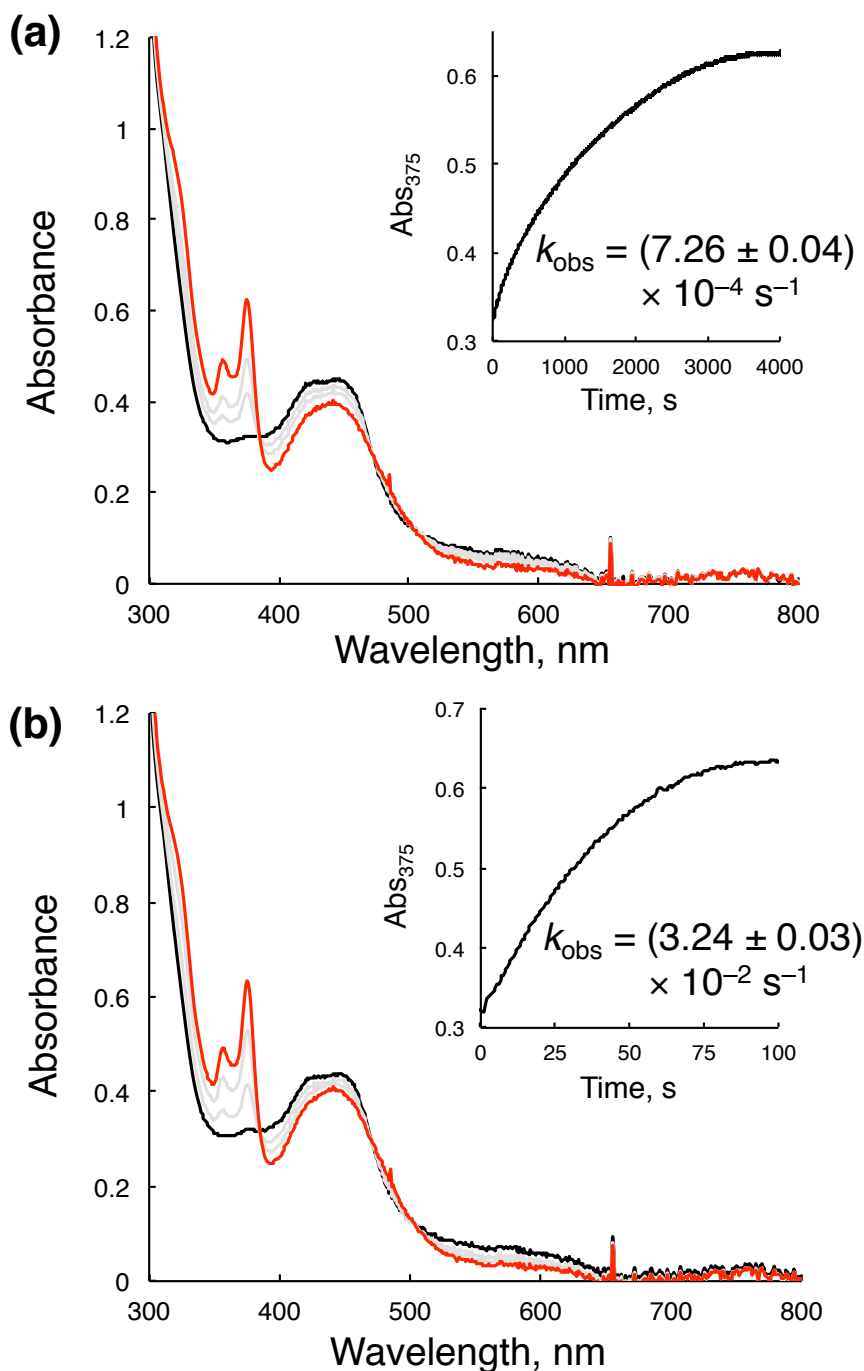 (a)
1.2
1
0.8
0.6
0.4
0.2
0
Absorbance
300 400 500 600 700 800
Wavelength, nm
0.6
0.5
0.4
0.3
Abs₃₇₅
0 1000 2000 3000 4000
Time, s
k_obs = (7.26 ± 0.04)
× 10⁻⁴ s⁻¹
(b)
1.2
1
0.8
0.6
0.4
0.2
0
Absorbance
300 400 500 600 700 800
Wavelength, nm
0.7
0.6
0.5
0.4
0.3
Abs₃₇₅
0 25 50 75 100
Time, s
k_obs = (3.24 ± 0.03)
× 10⁻² s⁻¹